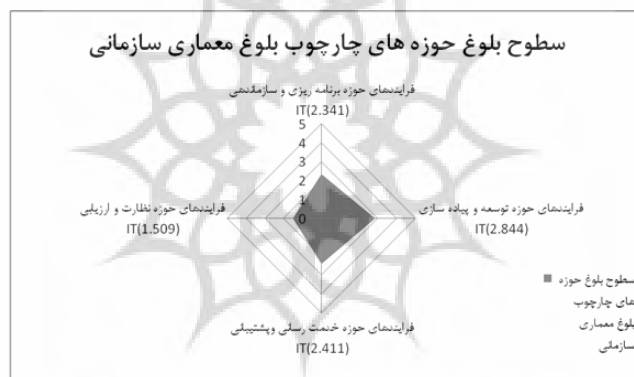 سطوح بلوغ حوزه های چارچوب بلوغ معماری سازمانی
فرایندهای حوزه برنامه ریزی و سازماندهی
IT(2.341)
5
4
3
2
1
0
فرایندهای حوزه توسعه و پیاده سازی
IT(2.844)
فرایندهای حوزه نظارت و ارزیابی
IT(1.509)
فرایندهای حوزه خدمت رسانی وپشتیبانی
IT(2.411)
سطوح بلوغ حوزه
های چارچوب
بلوغ معماری
سازمانی